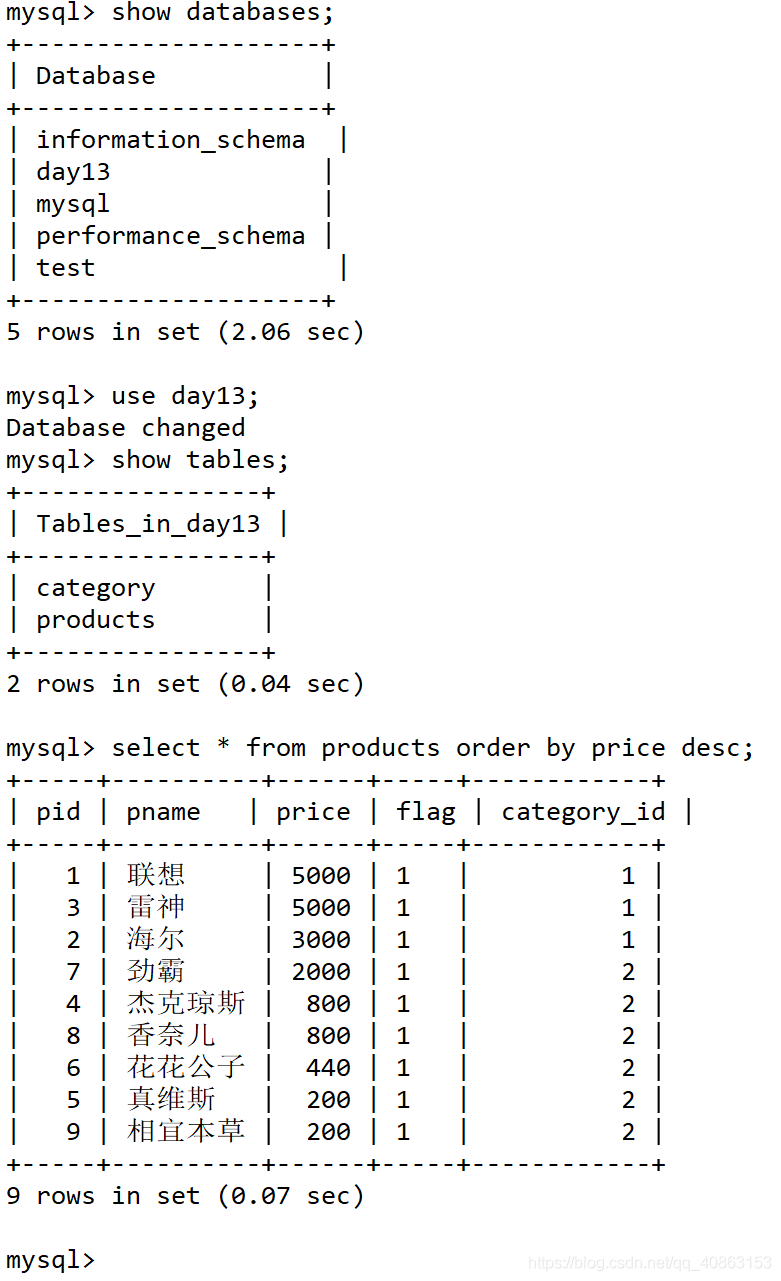 mysql> show databases;
+--------------------+
| Database           |
+--------------------+
| information_schema  |
| day13              |
| mysql              |
| performance_schema |
| test                |
+--------------------+
5 rows in set (2.06 sec)
mysql> use day13;
Database changed
mysql> show tables;
+----------------+
| Tables_in_day13 |
+----------------+
| category       |
| products       |
+----------------+
2 rows in set (0.04 sec)
mysql> select * from products order by price desc;
+-----+----------+------+-----+------------+
| pid | pname   | price | flag | category_id |
+-----+----------+------+-----+------------+
|   1 | 联想     | 5000 | 1   |          1 |
|   3 | 雷神     | 5000 | 1   |          1 |
|   2 | 海尔     | 3000 | 1   |          1 |
|   7 | 劲霸     | 2000 | 1   |          2 |
|   4 | 杰克琼斯 |  800 | 1   |          2 |
|   8 | 香奈儿   |  800 | 1   |          2 |
|   6 | 花花公子 |  440 | 1   |          2 |
|   5 | 真维斯   |  200 | 1   |          2 |
|   9 | 相宜本草 |  200 | 1   |          2 |
+-----+----------+------+-----+------------+
9 rows in set (0.07 sec)
mysql>
https://blog.csdn.net/qq_40863153